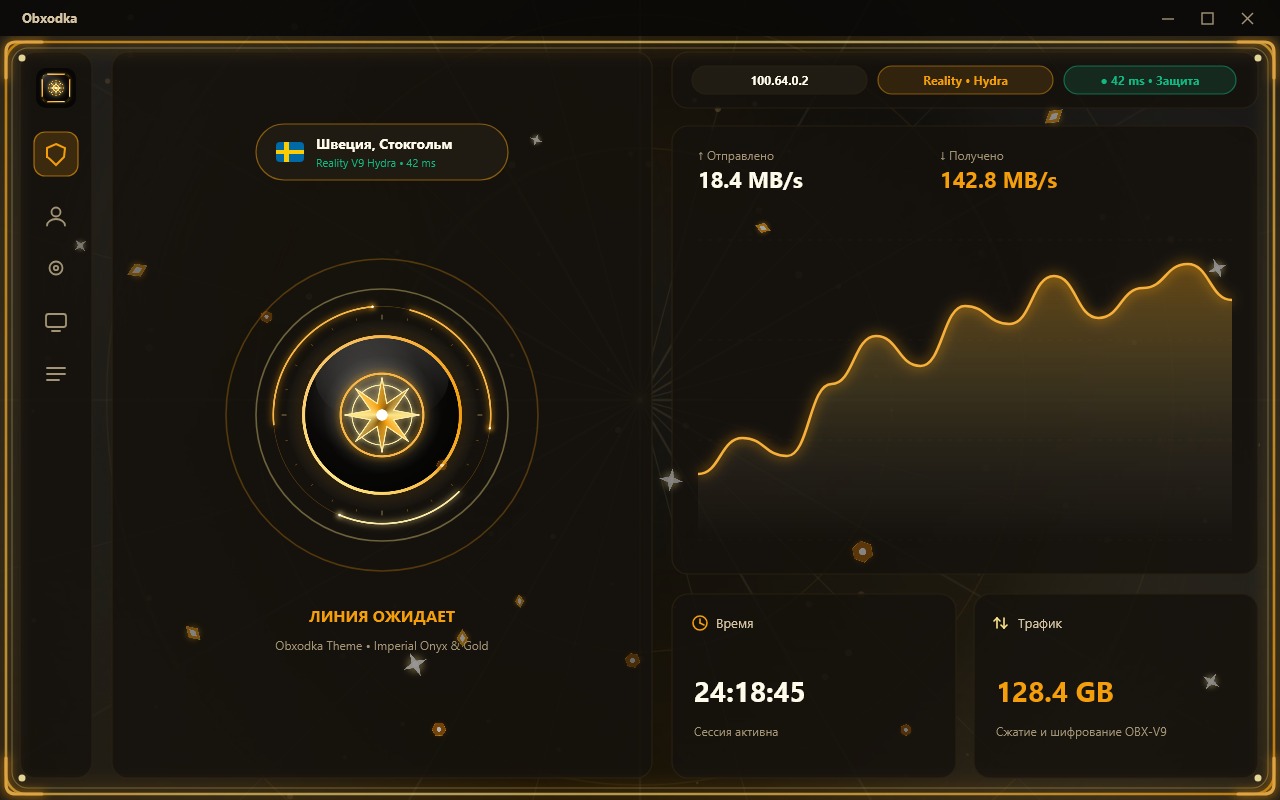 Obxodka
100.64.0.2
Reality • Hydra
● 42 ms • Защита
Швеция, Стокгольм
Reality V9 Hydra • 42 ms
↑ Отправлено
18.4 MB/s
↓ Получено
142.8 MB/s
ЛИНИЯ ОЖИДАЕТ
Obxodka Theme • Imperial Onyx & Gold
Время
24:18:45
Сессия активна
Трафик
128.4 GB
Сжатие и шифрование OBX-V9